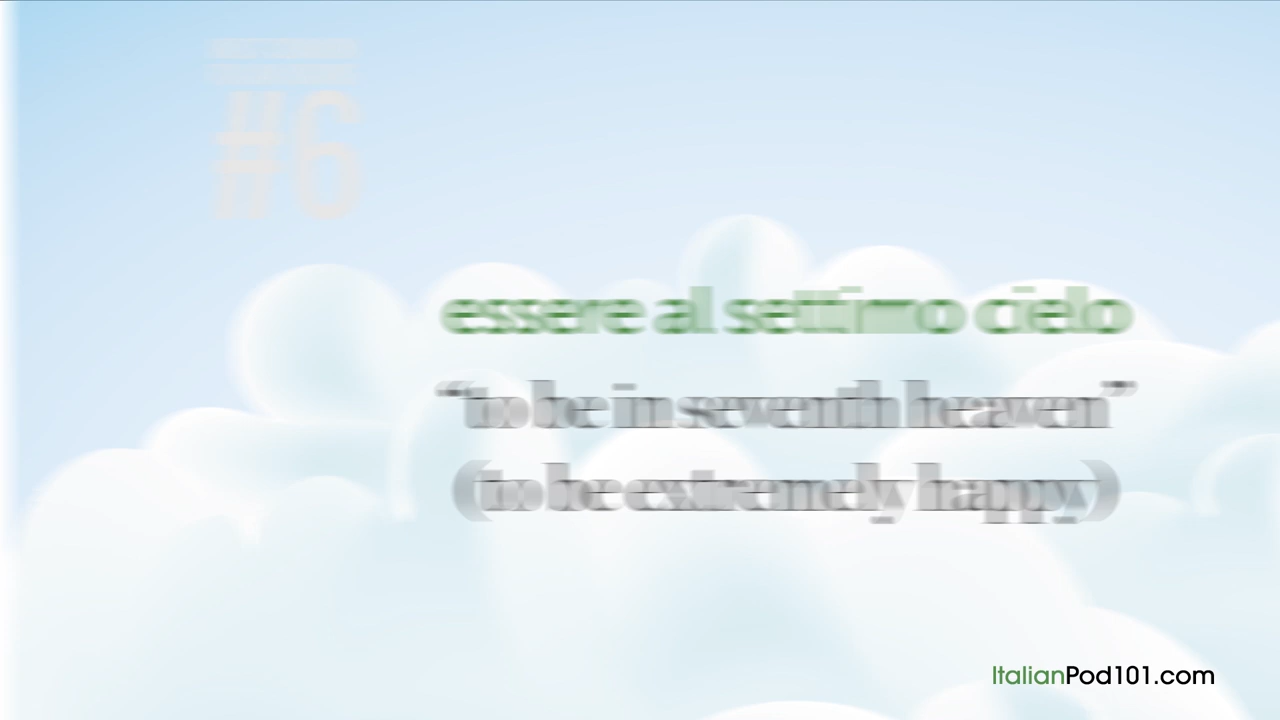 #6
essere al settimo cielo
“to be in seventh heaven”
(to be extremely happy)
ItalianPod101.com